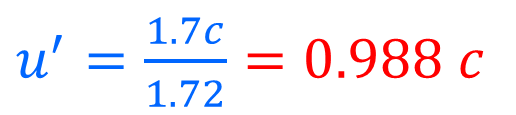 u′ = 1.7c/1.72 = 0.988 c